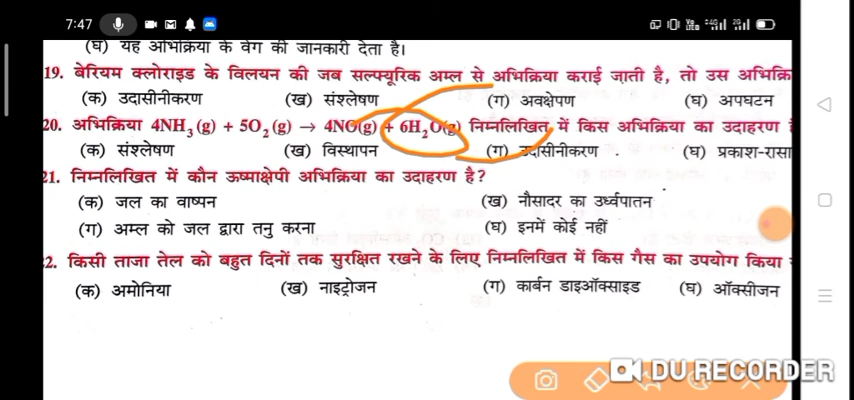 7:47
(घ) यह अभिक्रिया के वेग की जानकारी देता है।
19. बेरियम क्लोराइड के विलयन की जब सल्फ्यूरिक अम्ल से अभिक्रिया कराई जाती है, तो उस अभिक्रि
(क) उदासीनीकरण (ख) संश्लेषण (ग) अवक्षेपण (घ) अपघटन
20. अभिक्रिया 4NH₃(g) + 5O₂(g) → 4NO(g) + 6H₂O(g) निम्नलिखित में किस अभिक्रिया का उदाहरण
(क) संश्लेषण (ख) विस्थापन (ग) उदासीनीकरण (घ) प्रकाश-रासा
21. निम्नलिखित में कौन ऊष्माक्षेपी अभिक्रिया का उदाहरण है?
(क) जल का वाष्पन (ख) नौसादर का उर्ध्वपातन
(ग) अम्ल को जल द्वारा तनु करना (घ) इनमें कोई नहीं
2. किसी ताजा तेल को बहुत दिनों तक सुरक्षित रखने के लिए निम्नलिखित में किस गैस का उपयोग किया
(क) अमोनिया (ख) नाइट्रोजन (ग) कार्बन डाइऑक्साइड (घ) ऑक्सीजन
DU RECORDER